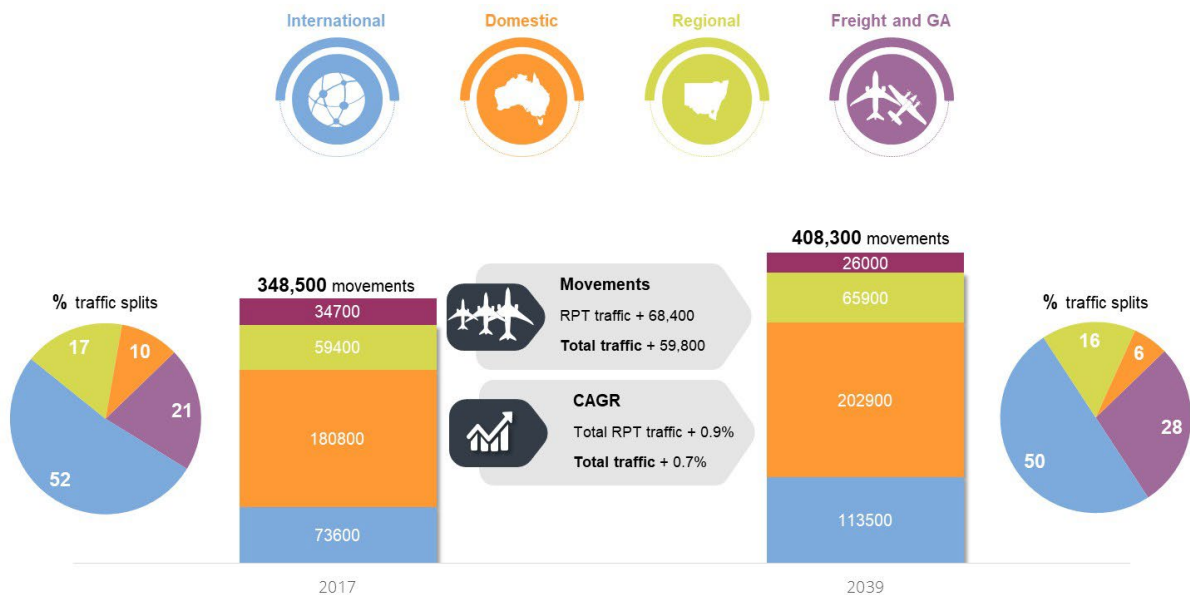 International
Domestic
Regional
Freight and GA
% traffic splits
17
10
21
52
348,500 movements
34700
59400
180800
73600
2017
Movements
RPT traffic + 68,400
Total traffic + 59,800
CAGR
Total RPT traffic + 0.9%
Total traffic + 0.7%
408,300 movements
26000
65900
202900
113500
2039
% traffic splits
16
6
28
50